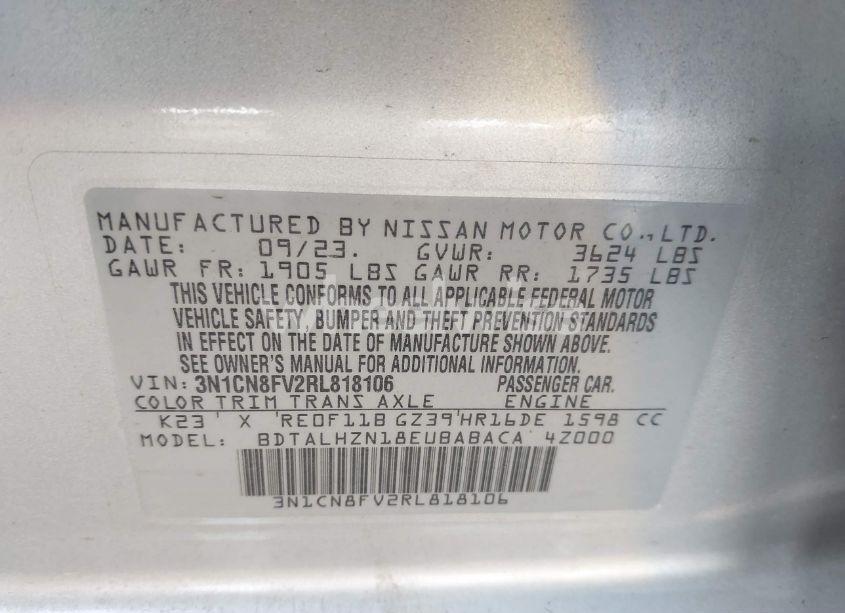 MANUFACTURED BY NISSAN MOTOR CO., LTD.
DATE: 09/23. GVWR: 3624 LBS
GAWR FR: 1905 LBS GAWR RR: 1735 LBS
THIS VEHICLE CONFORMS TO ALL APPLICABLE FEDERAL MOTOR
VEHICLE SAFETY, BUMPER AND THEFT PREVENTION STANDARDS
IN EFFECT ON THE DATE OF MANUFACTURE SHOWN ABOVE.
SEE OWNER'S MANUAL FOR ADDITIONAL INFORMATION.
VIN: 3N1CN8FV2RL818106 PASSENGER CAR.
COLOR TRIM TRANS AXLE ENGINE
K23 ' X 'RE0F11B GZ39'HR16DE 1598 CC
MODEL: BDTALHZN18EUBABACA 4Z000
3N1CN8FV2RL818106